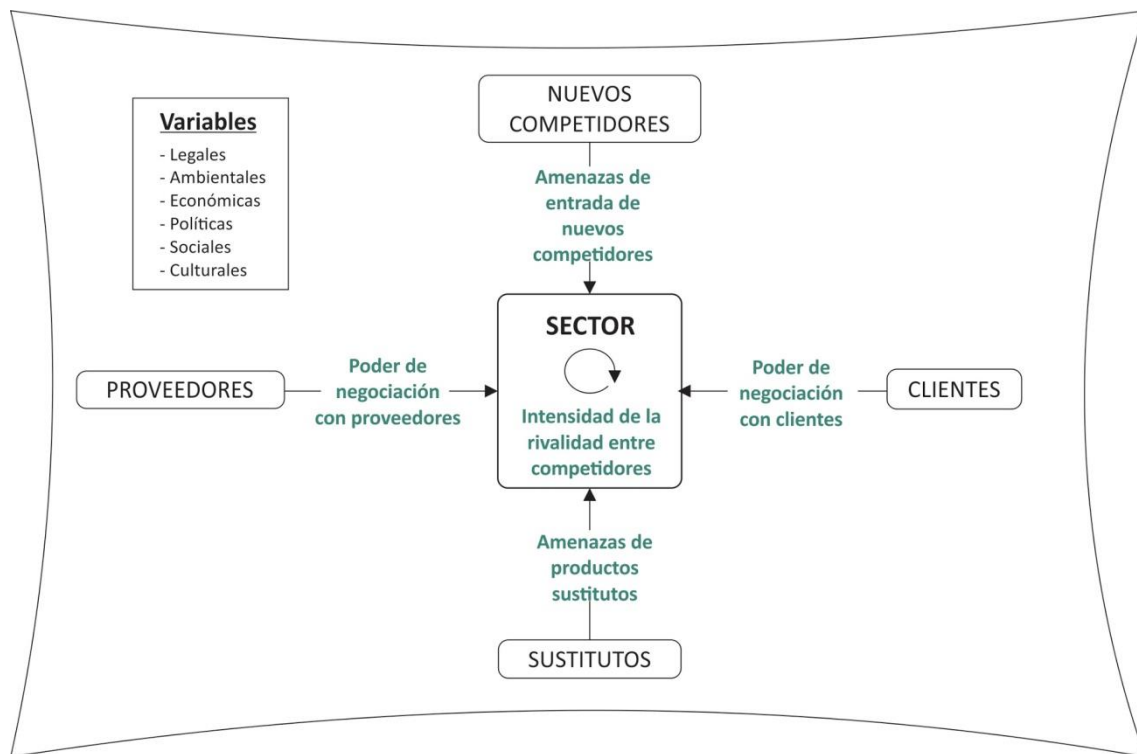 NUEVOS
COMPETIDORES
Variables
- Legales
- Ambientales
- Económicas
- Políticas
- Sociales
- Culturales
Amenazas de
entrada de
nuevos
competidores
PROVEEDORES
Poder de
negociación
con proveedores
SECTOR
Intensidad de la
rivalidad entre
competidores
Poder de
negociación
con clientes
CLIENTES
Amenazas de
productos
sustitutos
SUSTITUTOS